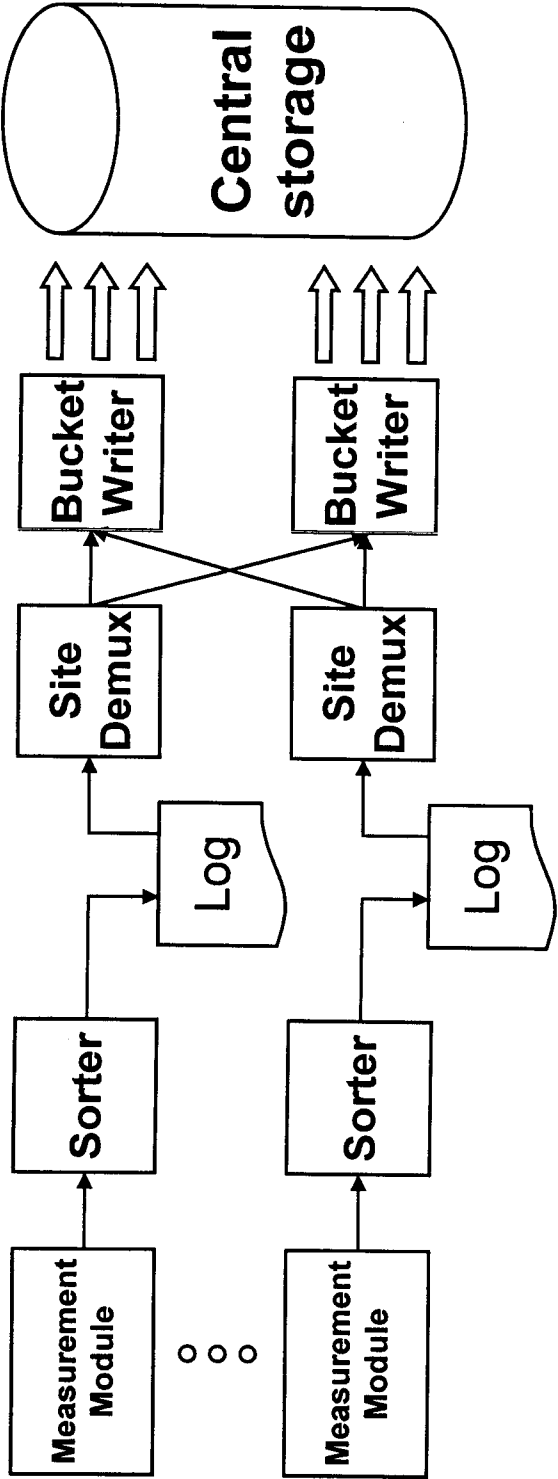 Measurement
Module
Sorter
Log
Site
Demux
Bucket
Writer
Measurement
Module
Sorter
Log
Site
Demux
Bucket
Writer
Central
storage